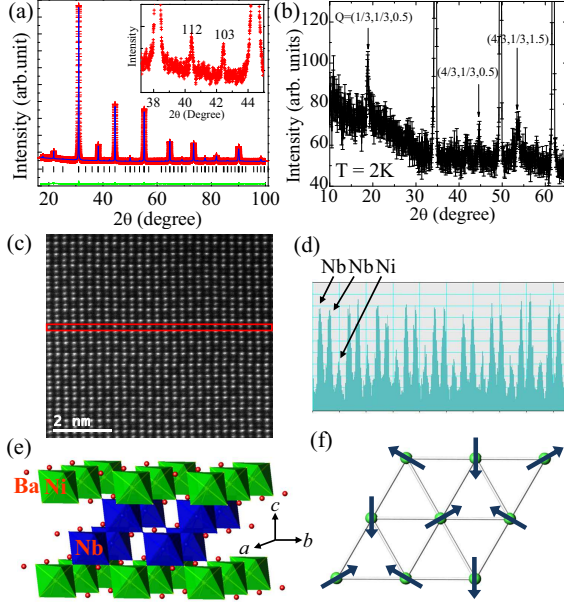 (a)
Intensity (arb.unit)
Intensity
112
103
38
40
42
44
2θ (Degree)
20
40
60
80
100
2θ (degree)
(b)
Intensity (arb. units)
120
100
80
60
40
Q=(1/3,1/3,0.5)
(4/3,1/3,0.5)
(4/3,1/3,1.5)
T = 2K
10
20
30
40
50
60
2θ (degree)
(c)
2 nm
(d)
Nb
Nb
Ni
(e)
Ba
Ni
Nb
c
a
b
(f)